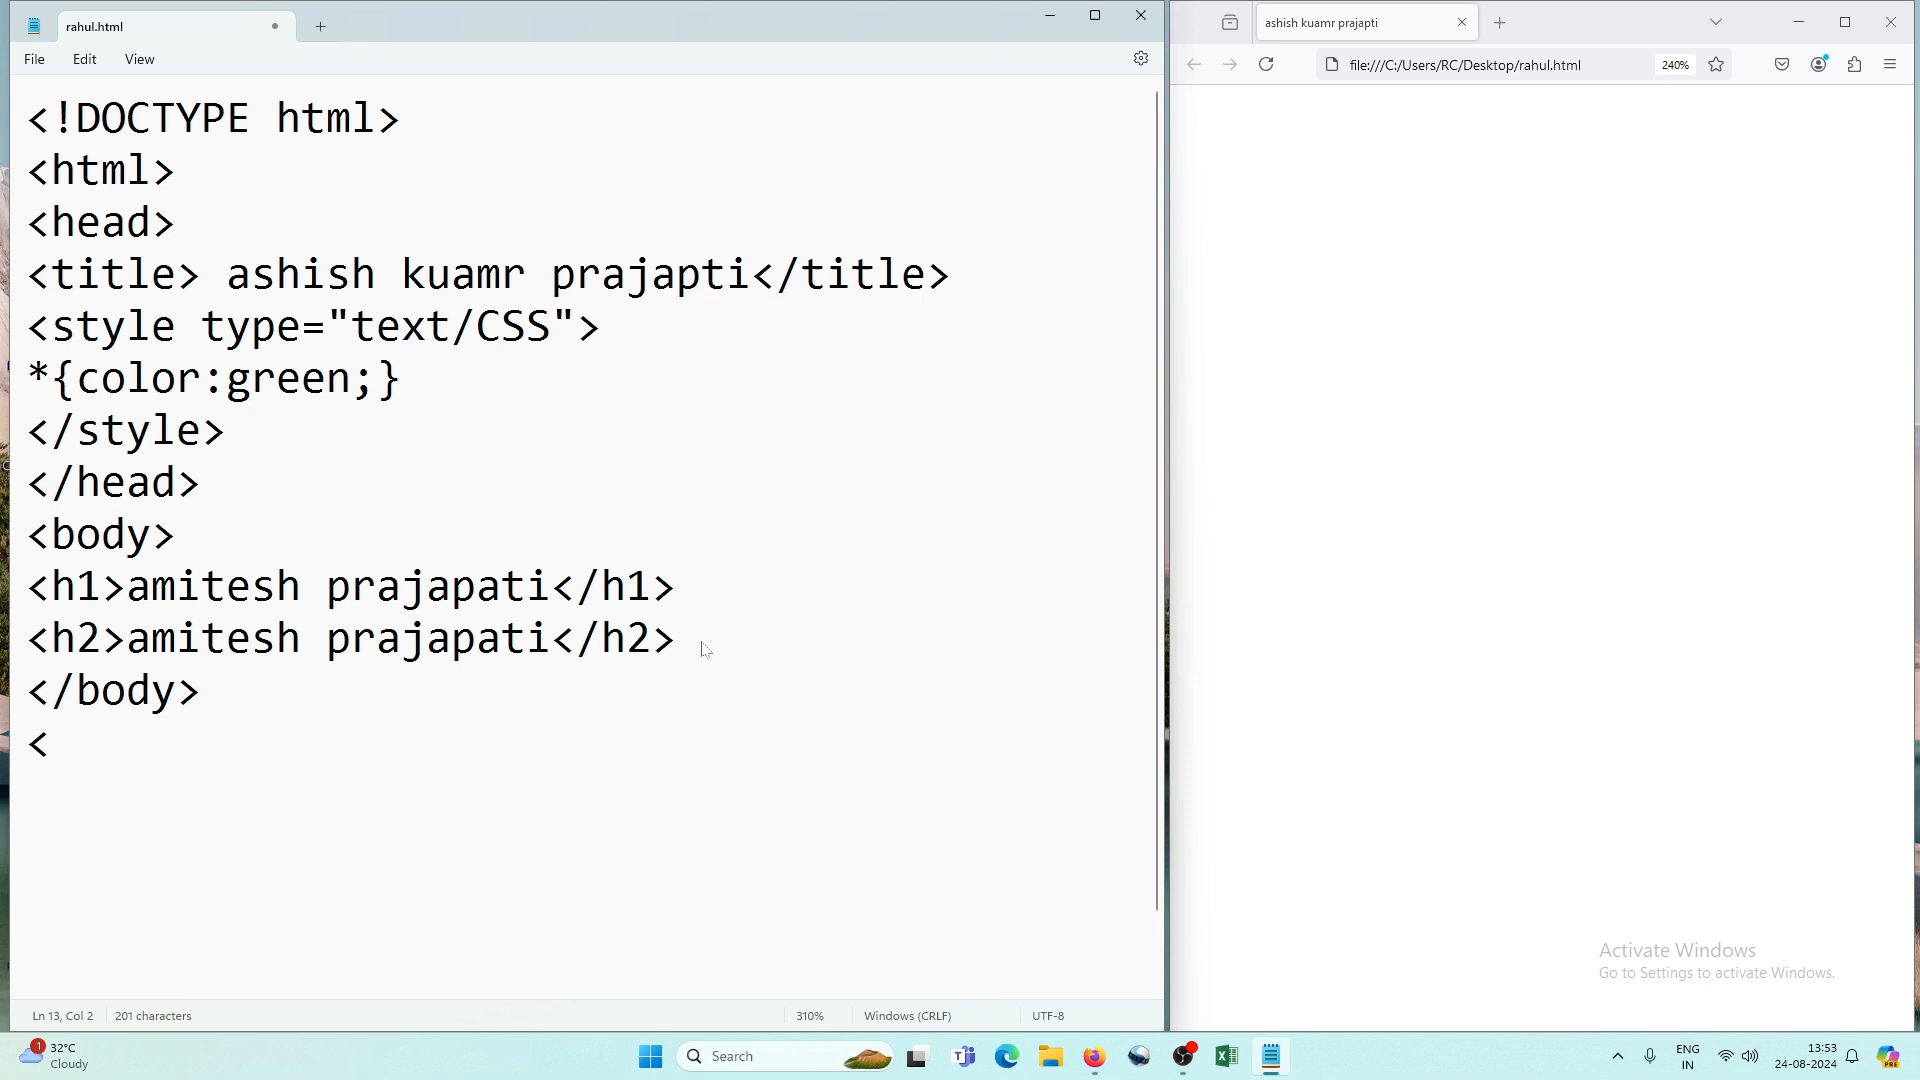 rahul.html
File Edit View
<!DOCTYPE html>
<html>
<head>
<title> ashish kuamr prajapti</title>
<style type="text/CSS">
*{color:green;}
</style>
</head>
<body>
<h1>amitesh prajapati</h1>
<h2>amitesh prajapati</h2>
</body>
<
Ln 13, Col 2 201 characters 310% Windows (CRLF) UTF-8
ashish kuamr prajapti
file:///C:/Users/RC/Desktop/rahul.html 240%
Activate Windows
Go to Settings to activate Windows.
1 32°C
Cloudy
Search
ENG
IN
13:53
24-08-2024
PRE